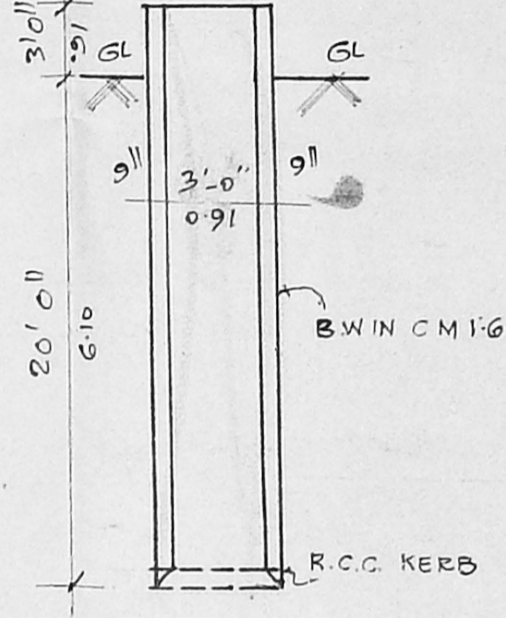 3'0"
.91
GL
GL
9"
3'-0"
0.91
9"
20' 0"
6.10
B.W IN C M 1:6
R.C.C. KERB